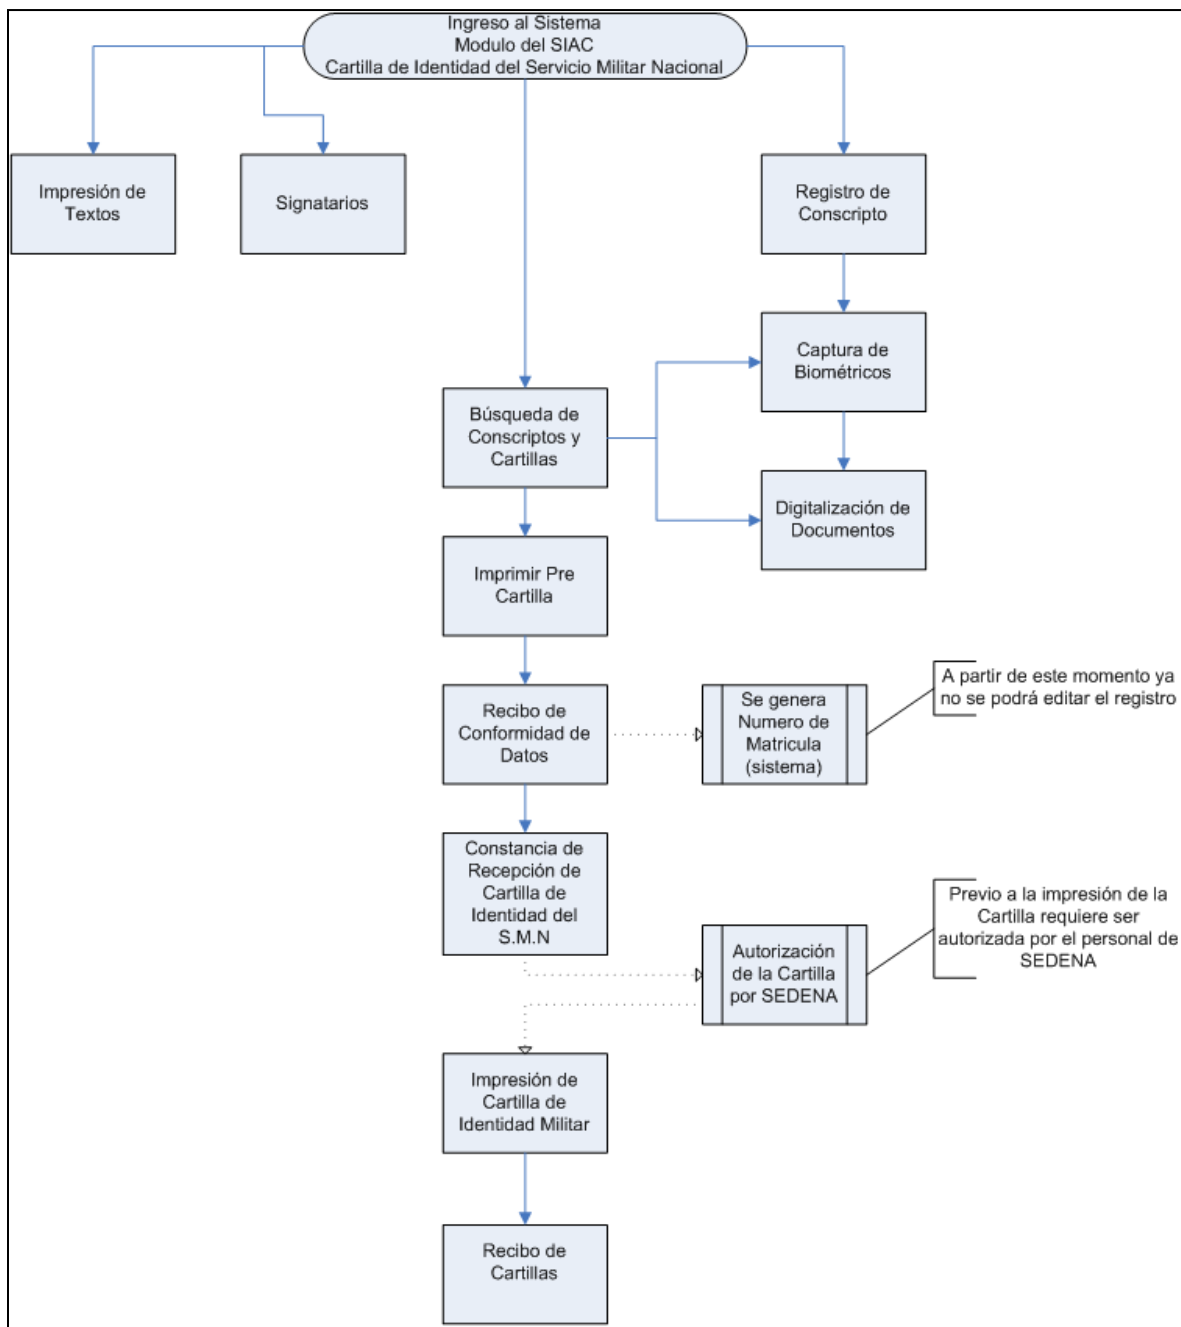 Ingreso al Sistema
Modulo del SIAC
Cartilla de Identidad del Servicio Militar Nacional
Impresión de
Textos
Signatarios
Registro de
Conscripto
Captura de
Biométricos
Búsqueda de
Conscriptos y
Cartillas
Digitalización de
Documentos
Imprimir Pre
Cartilla
Recibo de
Conformidad de
Datos
Se genera
Numero de
Matricula
(sistema)
A partir de este momento ya
no se podrá editar el registro
Constancia de
Recepción de
Cartilla de
Identidad del
S.M.N
Autorización
de la Cartilla
por SEDENA
Previo a la impresión de la
Cartilla requiere ser
autorizada por el personal de
SEDENA
Impresión de
Cartilla de
Identidad Militar
Recibo de
Cartillas